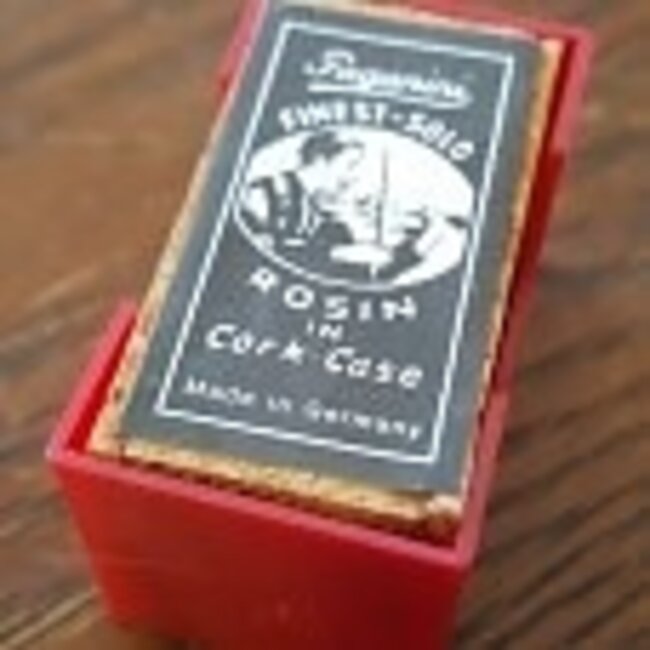 Paganini
FINEST-SOLO
ROSIN
IN
Cork Case
Made in Germany